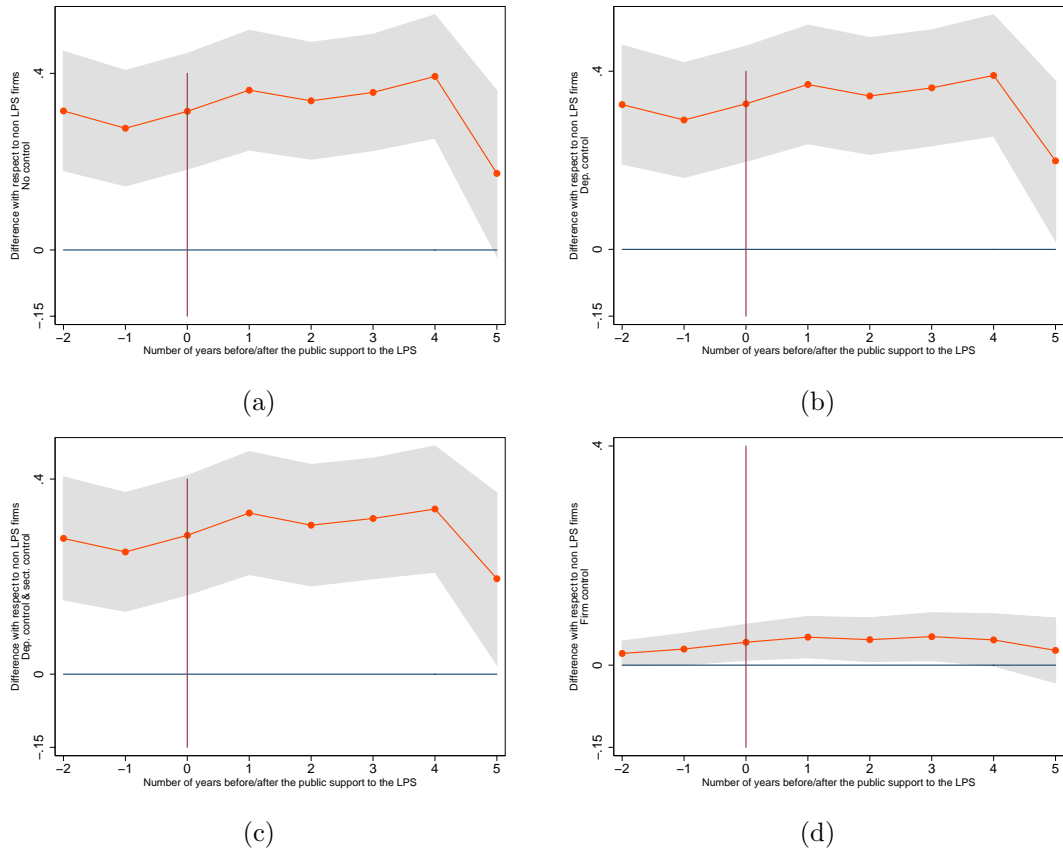 Difference with respect to non LPS firms
No control
.4
0
-.15
−2 −1 0 1 2 3 4 5
Number of years before/after the public support to the LPS
(a)
Difference with respect to non LPS firms
Dep. control
.4
0
-.15
−2 −1 0 1 2 3 4 5
Number of years before/after the public support to the LPS
(b)
Difference with respect to non LPS firms
Dep. control & sect. control
.4
0
-.15
−2 −1 0 1 2 3 4 5
Number of years before/after the public support to the LPS
(c)
Difference with respect to non LPS firms
Firm control
.4
0
-.15
−2 −1 0 1 2 3 4 5
Number of years before/after the public support to the LPS
(d)